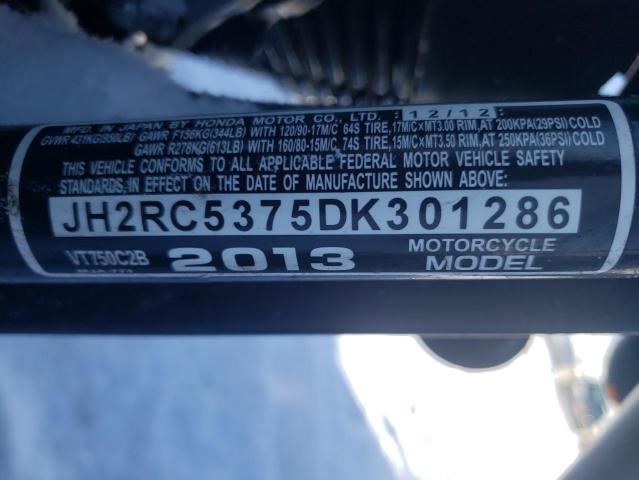 MFD. IN JAPAN BY HONDA MOTOR CO., LTD. 12/12
GVWR 431KG(950LB) GAWR F156KG(344LB) WITH 120/90-17M/C 64S TIRE, 17M/C×MT3.00 RIM, AT 200KPA(29PSI) COLD
GAWR R278KG(613LB) WITH 160/80-15M/C 74S TIRE, 15M/C×MT3.50 RIM, AT 250KPA(36PSI) COLD
THIS VEHICLE CONFORMS TO ALL APPLICABLE FEDERAL MOTOR VEHICLE SAFETY
STANDARDS IN EFFECT ON THE DATE OF MANUFACTURE SHOWN ABOVE:
JH2RC5375DK301286
VT750C2B 2013 MOTORCYCLE
MODEL